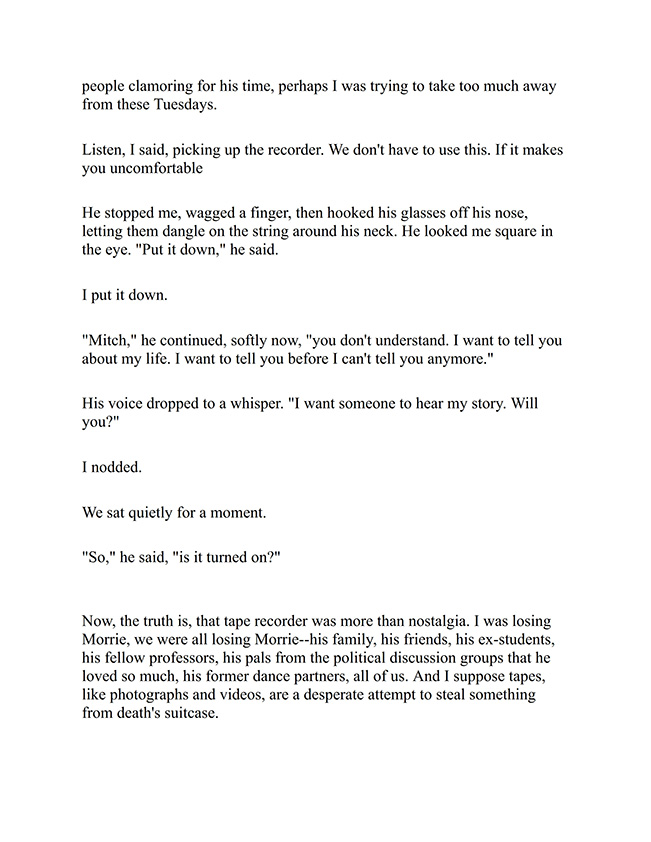 people clamoring for his time, perhaps I was trying to take too much away
from these Tuesdays.
Listen, I said, picking up the recorder. We don't have to use this. If it makes
you uncomfortable
He stopped me, wagged a finger, then hooked his glasses off his nose,
letting them dangle on the string around his neck. He looked me square in
the eye. "Put it down," he said.
I put it down.
"Mitch," he continued, softly now, "you don't understand. I want to tell you
about my life. I want to tell you before I can't tell you anymore."
His voice dropped to a whisper. "I want someone to hear my story. Will
you?"
I nodded.
We sat quietly for a moment.
"So," he said, "is it turned on?"
Now, the truth is, that tape recorder was more than nostalgia. I was losing
Morrie, we were all losing Morrie--his family, his friends, his ex-students,
his fellow professors, his pals from the political discussion groups that he
loved so much, his former dance partners, all of us. And I suppose tapes,
like photographs and videos, are a desperate attempt to steal something
from death's suitcase.